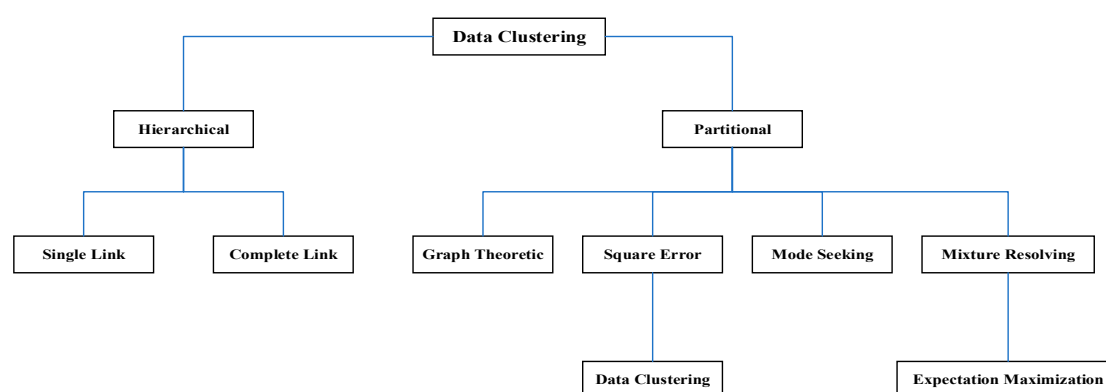 Data Clustering
Hierarchical
Partitional
Single Link
Complete Link
Graph Theoretic
Square Error
Mode Seeking
Mixture Resolving
Data Clustering
Expectation Maximization